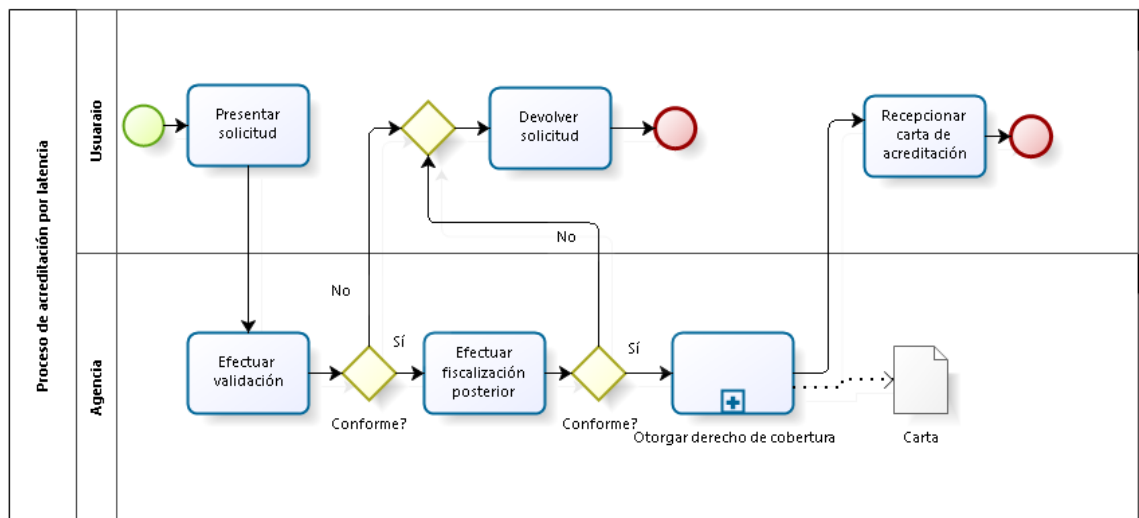 Proceso de acreditación por latencia
Usuaraio
Presentar
solicitud
Devolver
solicitud
Recepcionar
carta de
acreditación
No
No
Agencia
Efectuar
validación
Conforme?
Sí
Efectuar
fiscalización
posterior
Conforme?
Sí
Otorgar derecho de cobertura
Carta